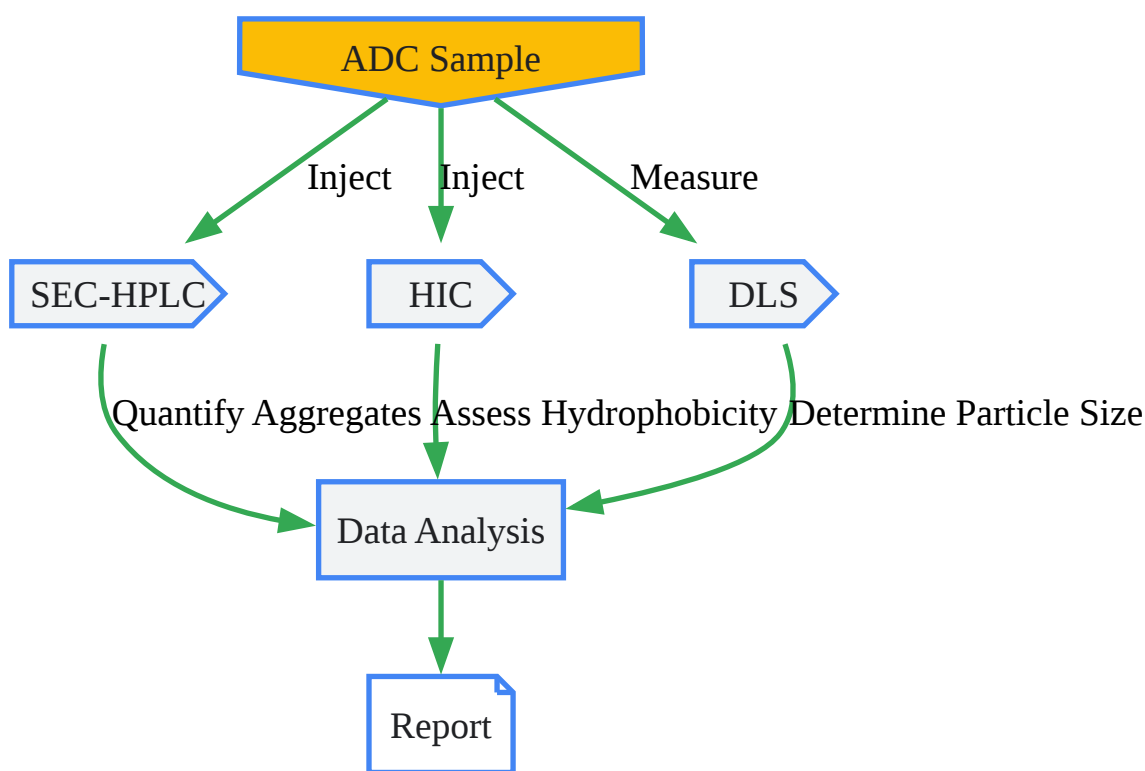 ADC Sample
Inject
Inject
Measure
SEC-HPLC
HIC
DLS
Quantify Aggregates
Assess Hydrophobicity
Determine Particle Size
Data Analysis
Report